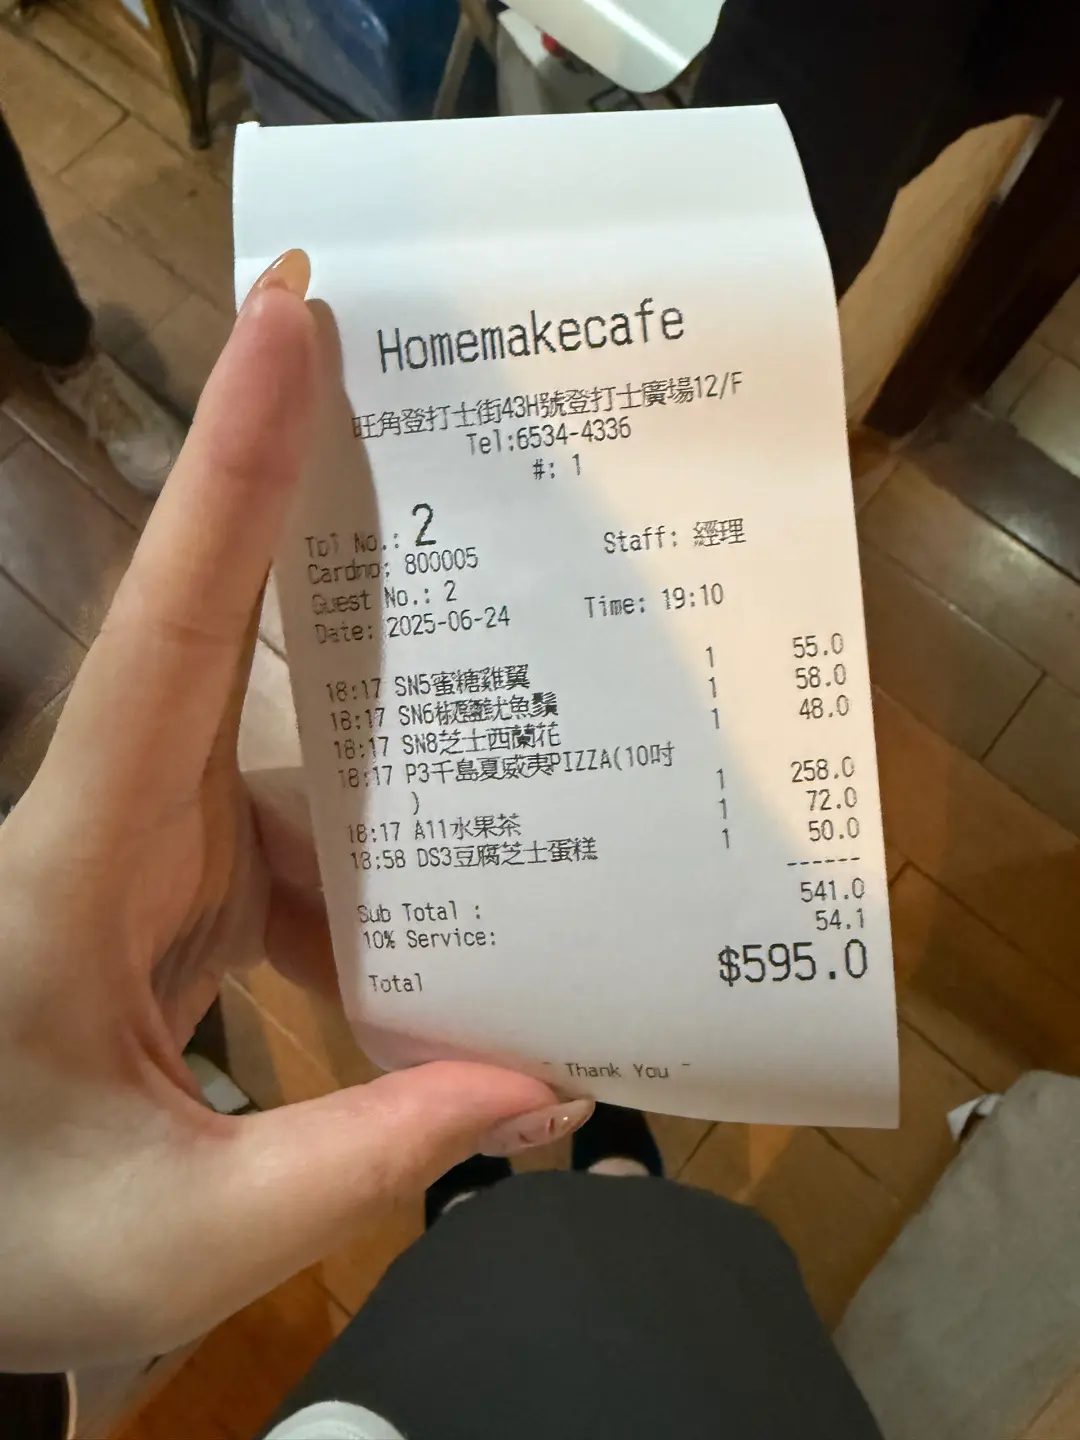 Homemakecafe
旺角登打士街43H號登打士廣場12/F
Tel:6534-4336
#: 1
Tbl No.: 2
Staff: 經理
Cardno: 800005
Guest No.: 2
Date: 2025-06-24 Time: 19:10
18:17 SN5蜜糖雞翼 1 55.0
18:17 SN6椒鹽魷魚鬚 1 58.0
18:17 SN8芝士西蘭花 1 48.0
18:17 P3千島夏威夷PIZZA(10吋
) 1 258.0
18:17 A11水果茶 1 72.0
18:58 DS3豆腐芝士蛋糕 1 50.0
------
Sub Total : 541.0
10% Service: 54.1
Total $595.0
~ Thank You ~